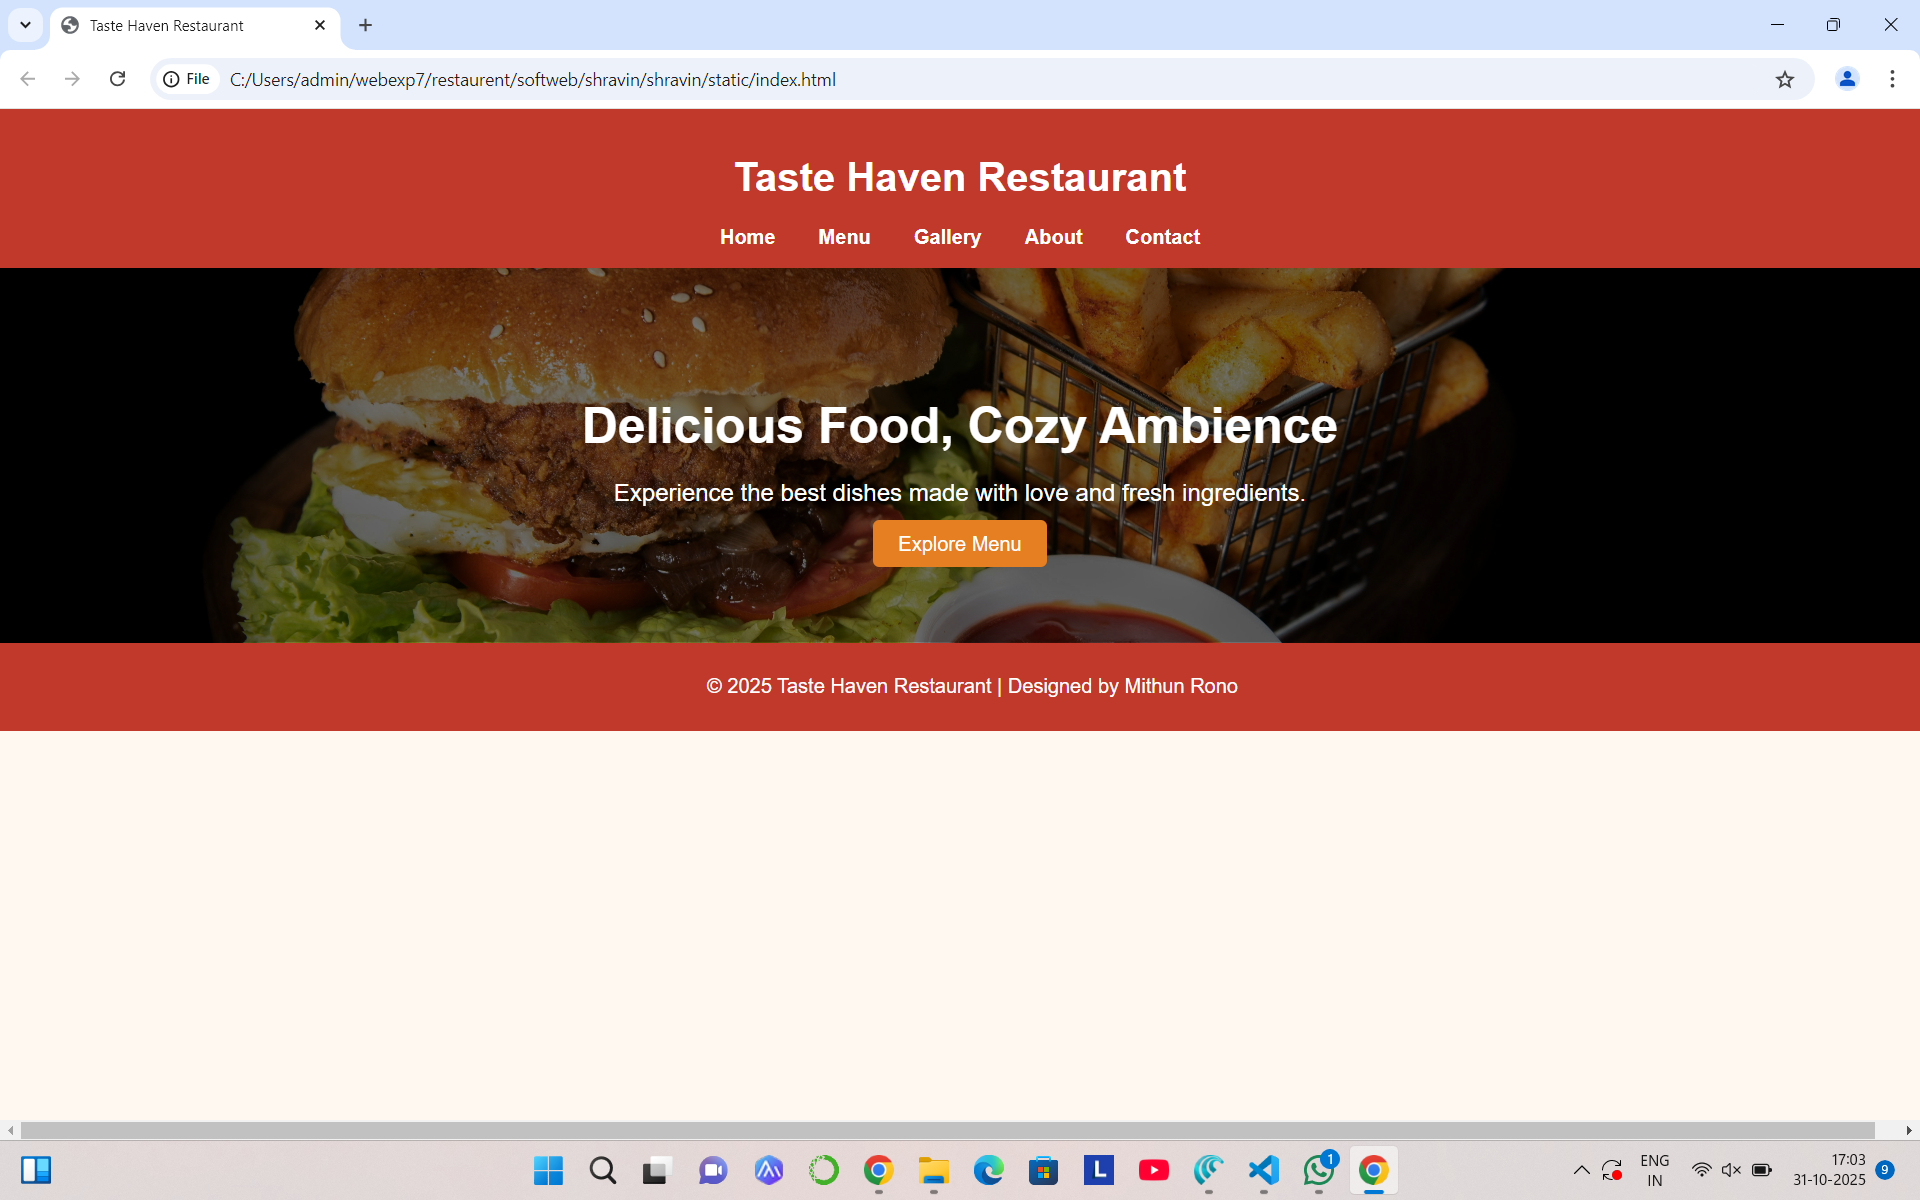 Taste Haven Restaurant
File C:/Users/admin/webexp7/restaurent/softweb/shravin/shravin/static/index.html
Taste Haven Restaurant
Home Menu Gallery About Contact
Delicious Food, Cozy Ambience
Experience the best dishes made with love and fresh ingredients.
Explore Menu
© 2025 Taste Haven Restaurant | Designed by Mithun Rono
L
1
ENG
IN
17:03
31-10-2025
9